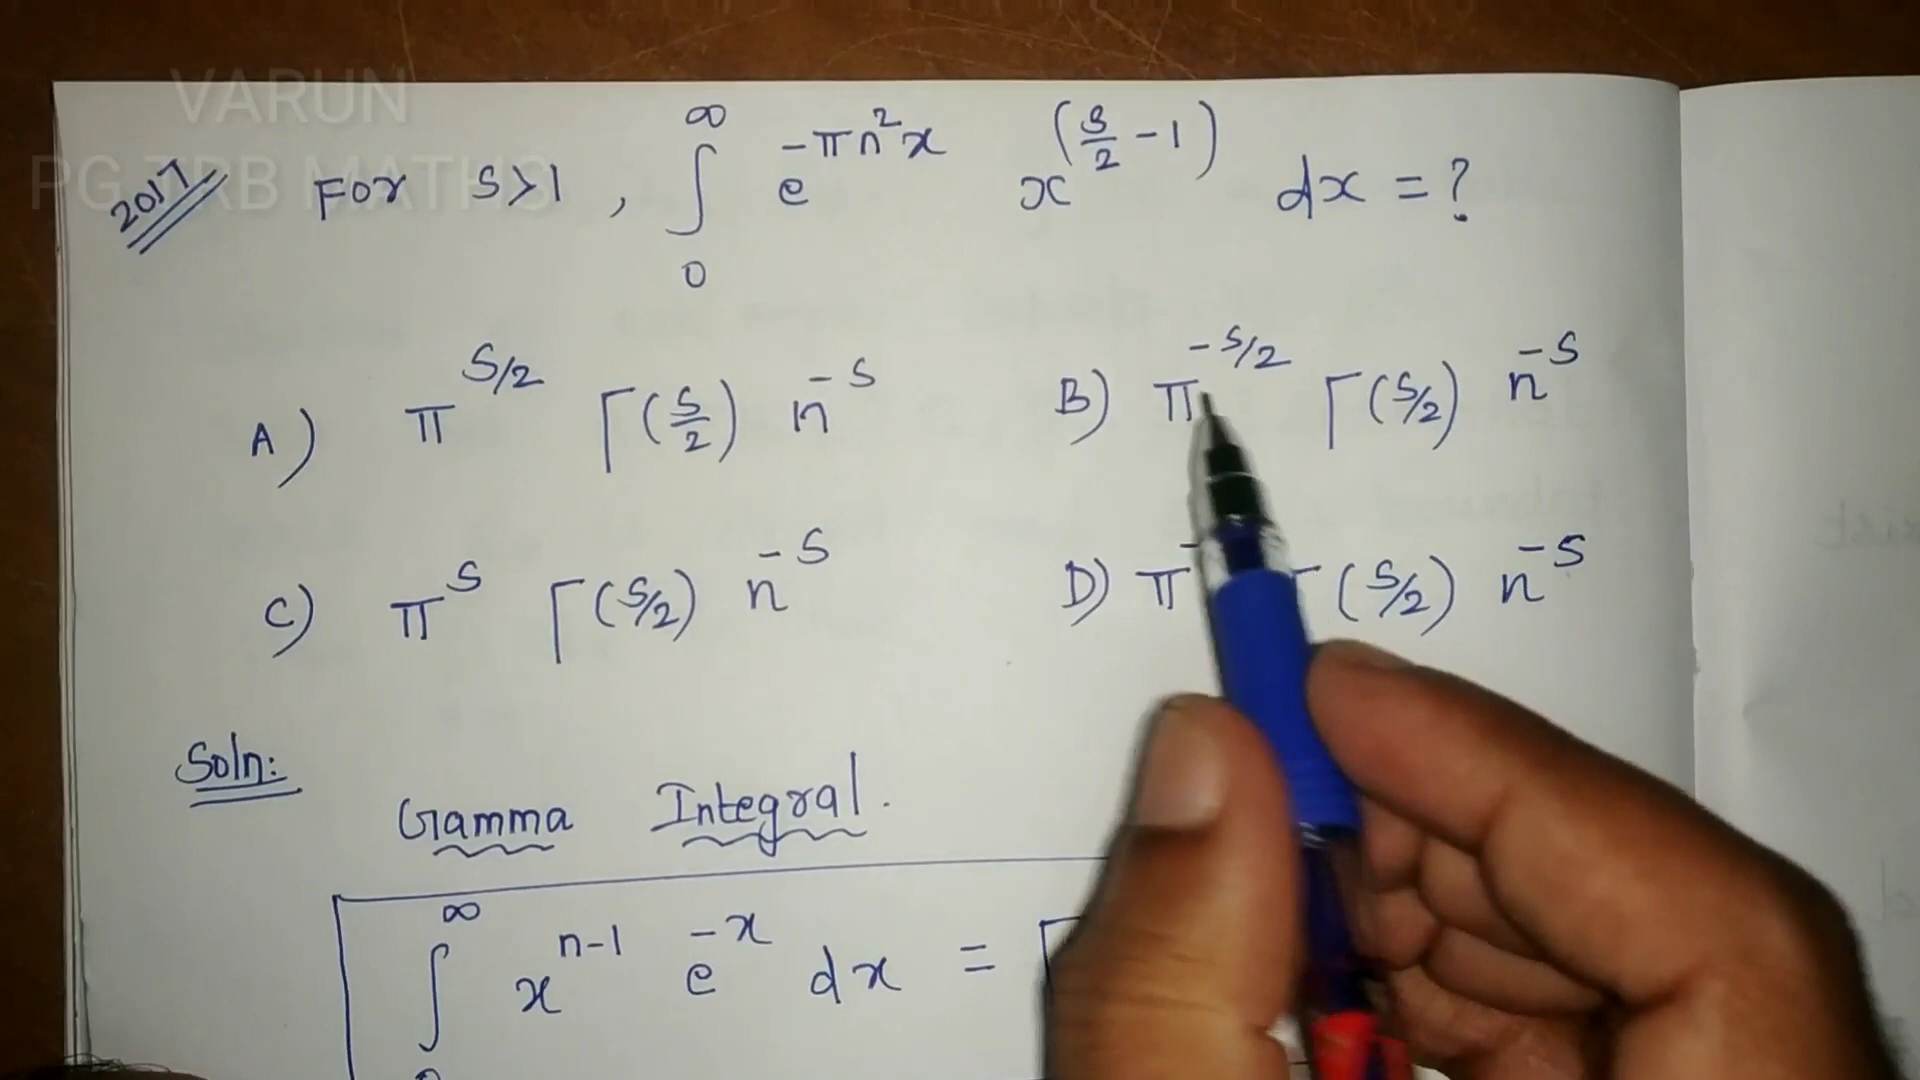 VARUN
PG TRB MATHS
2017 For s>1, ∫₀^∞ e^(-πn²x) x^(s/2 - 1) dx = ?
A) π^(s/2) Γ(s/2) n^(-s) B) π^(-s/2) Γ(s/2) n^(-s)
C) π^s Γ(s/2) n^(-s) D) π Γ(s/2) n^(-s)
Soln:
Gamma Integral.
∫₀^∞ x^(n-1) e^(-x) dx =